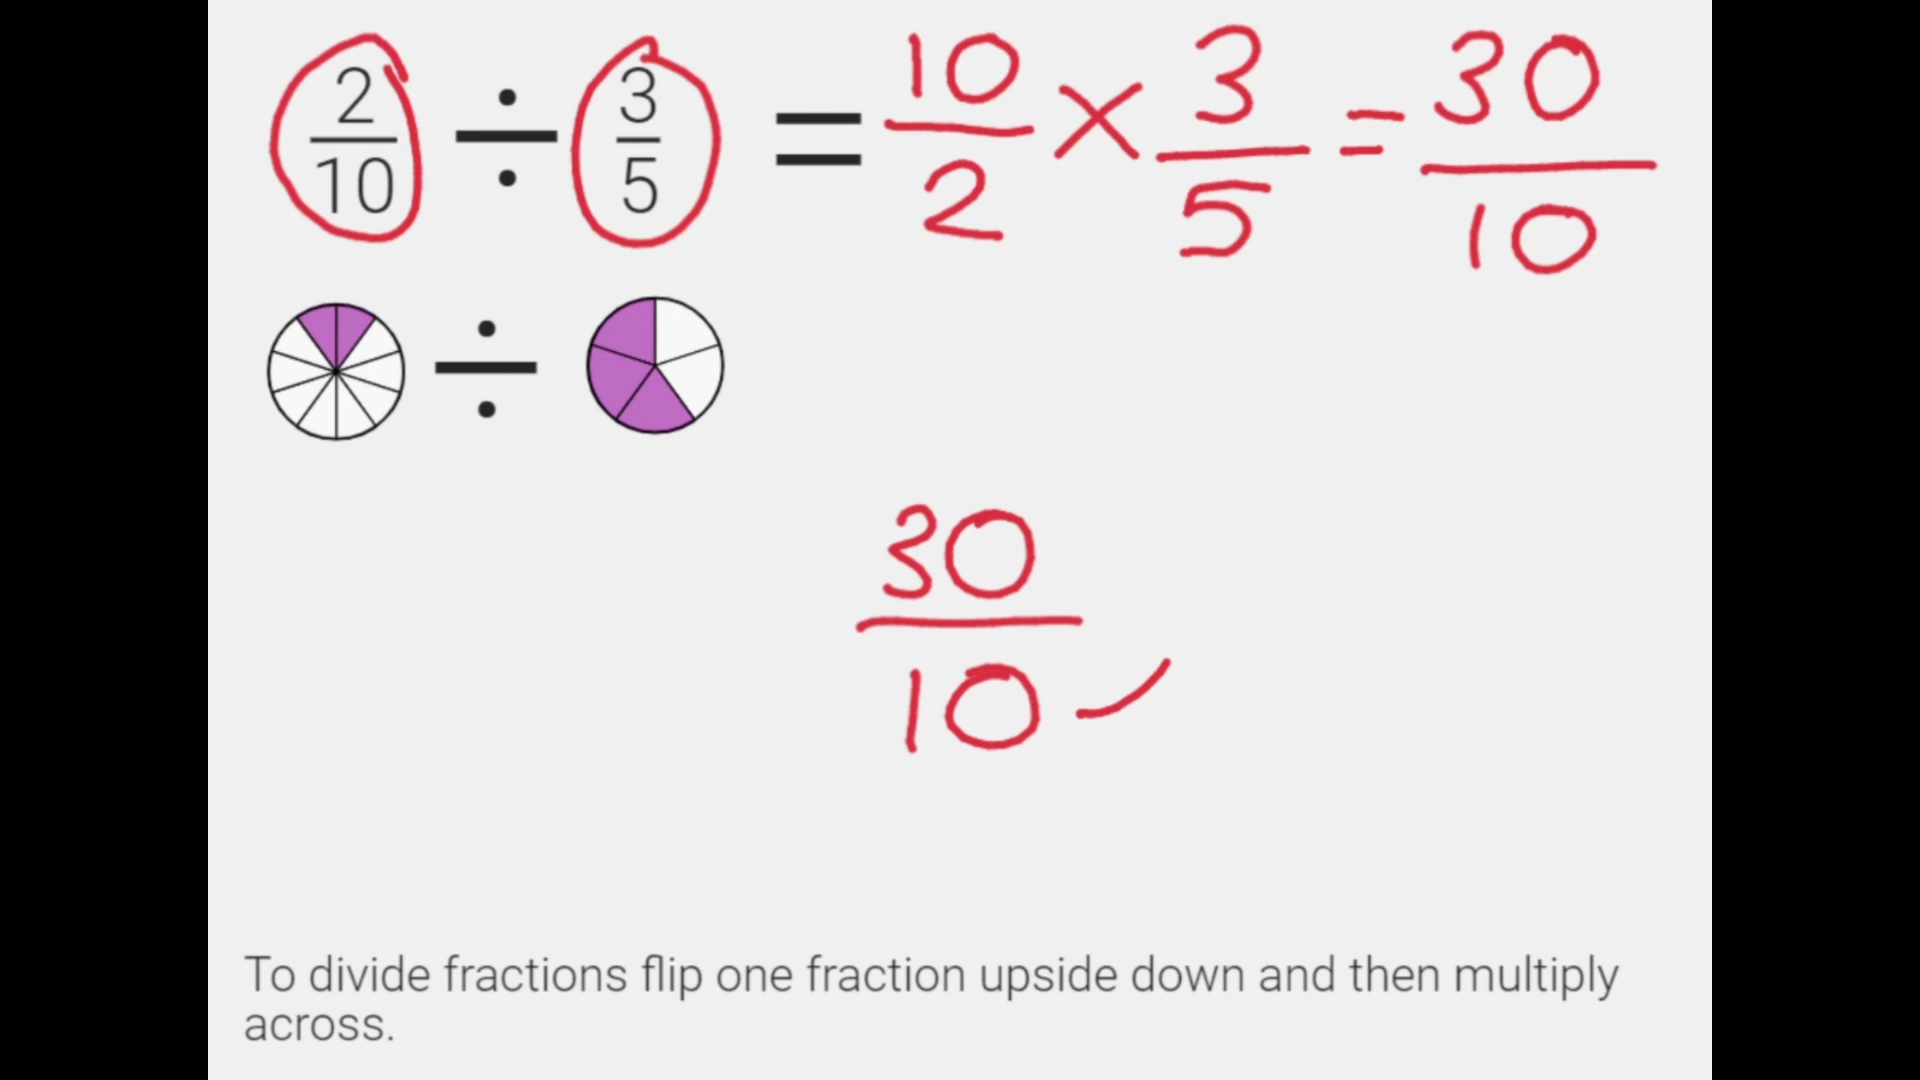 2/10 ÷ 3/5 = 10/2 × 3/5 = 30/10
÷
30/10
To divide fractions flip one fraction upside down and then multiply
across.